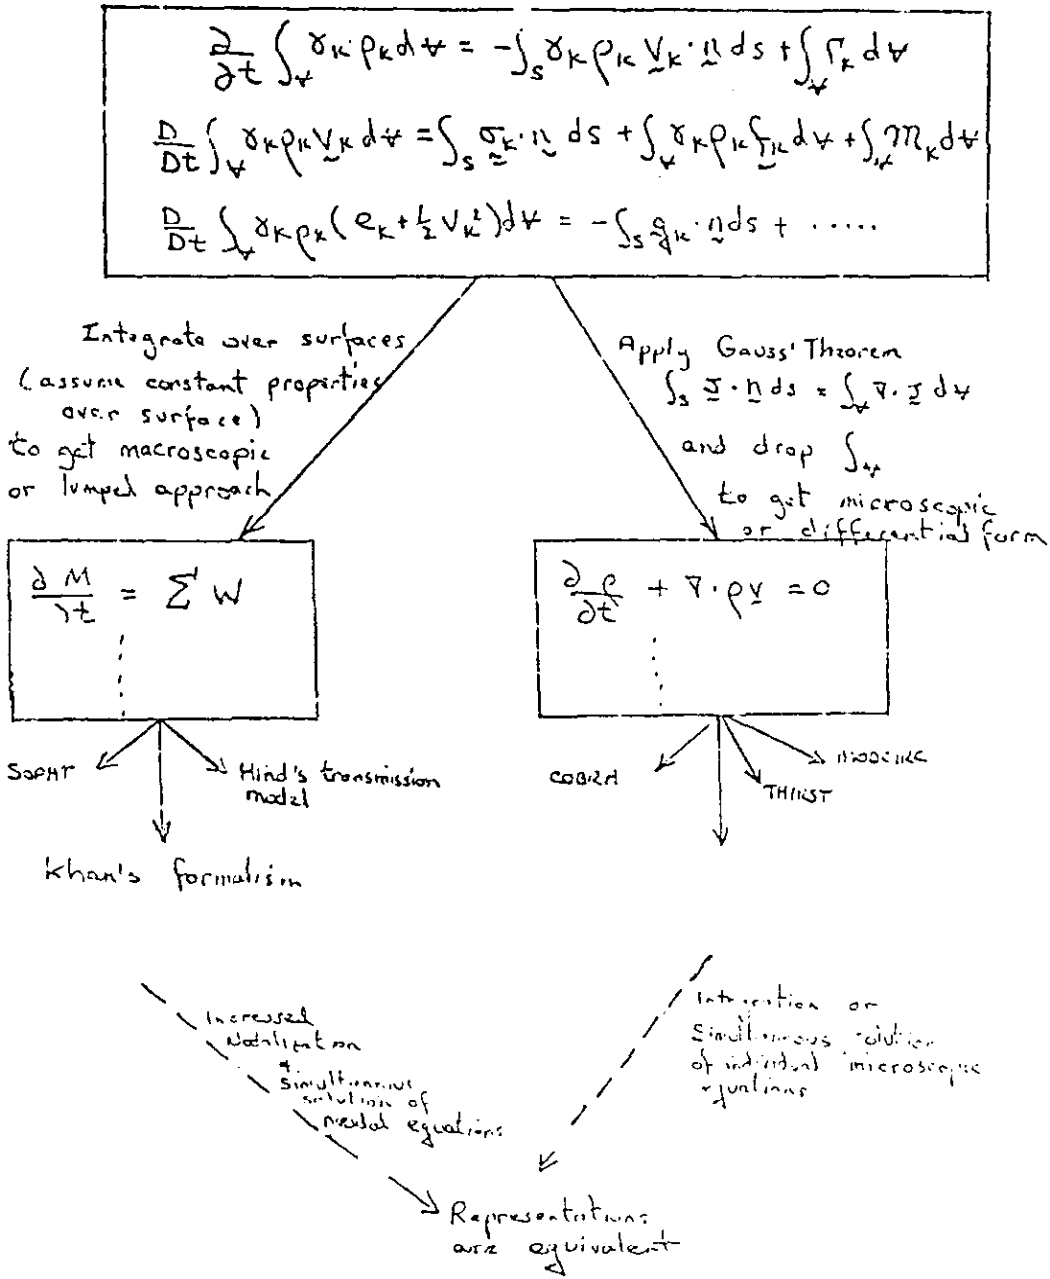 ∂/∂t ∫_V γ_k ρ_k dV = -∫_S γ_k ρ_k v_k · n ds + ∫_V Γ_k dV
D/Dt ∫_V γ_k ρ_k v_k dV = ∫_S σ_k · n ds + ∫_V γ_k ρ_k f_k dV + ∫_V M_k dV
D/Dt ∫_V γ_k ρ_k (e_k + ½ v_k²) dV = -∫_S q_k · n ds + .....
Integrate over surfaces
(assume constant properties
over surface)
to get macroscopic
or lumped approach
Apply Gauss' Theorem
∫_S J · n ds = ∫_V ∇ · J dV
and drop ∫_V
to get microscopic
or differential form
∂M/∂t = Σ W
∂ρ/∂t + ∇ · ρv = 0
SOPHT
Hind's transmission
model
Khan's formalism
COBRA
THIRST
Increased
Nodalization
+
simultaneous
solution of
nodal equations
Integration or
Simultaneous solution
of individual microscopic
equations
Representations
are equivalent